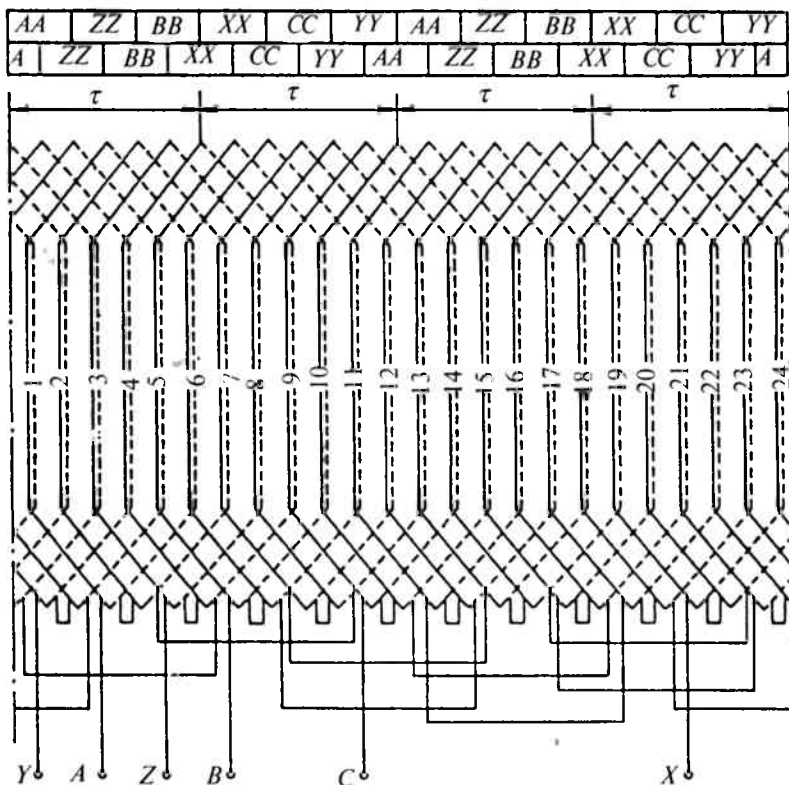 AA ZZ BB XX CC YY AA ZZ BB XX CC YY
A ZZ BB XX CC YY AA ZZ BB XX CC YY A
τ τ τ τ
1 2 3 4 5 6 7 8 9 10 11 12 13 14 15 16 17 18 19 20 21 22 23 24
Y A Z B C X